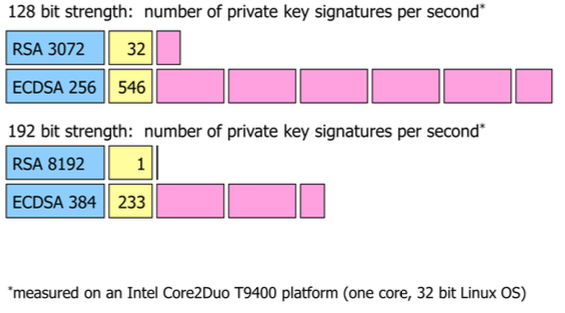 128 bit strength: number of private key signatures per second*
RSA 3072 32
ECDSA 256 546
192 bit strength: number of private key signatures per second*
RSA 8192 1
ECDSA 384 233
*measured on an Intel Core2Duo T9400 platform (one core, 32 bit Linux OS)